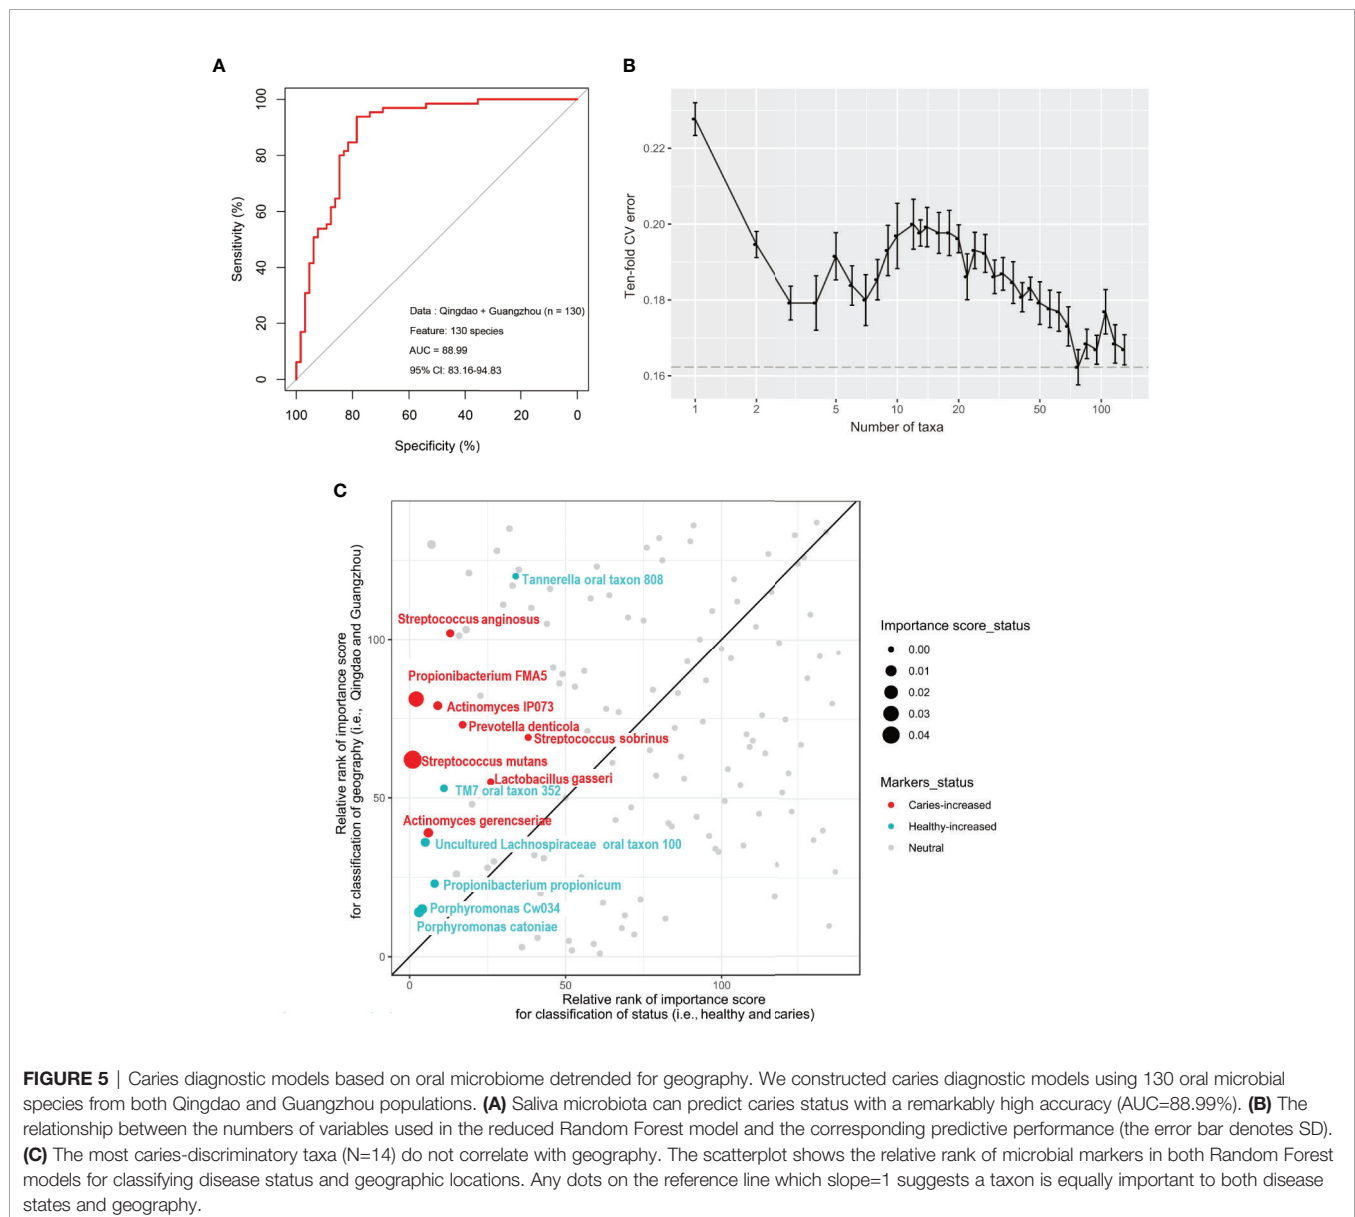 A
100
80
60
40
20
0
Sensitivity (%)
Data : Qingdao + Guangzhou (n = 130)
Feature: 130 species
AUC = 88.99
95% CI: 83.16-94.83
100 80 60 40 20 0
Specificity (%)
B
0.22
0.20
0.18
0.16
Ten-fold CV error
1 2 5 10 20 50 100
Number of taxa
C
Relative rank of importance score
for classification of geography (i.e., Qingdao and Guangzhou)
100
50
0
Tannerella oral taxon 808
Streptococcus anginosus
Propionibacterium FMA5
Actinomyces IP073
Prevotella denticola
Streptococcus sobrinus
Streptococcus mutans
Lactobacillus gasseri
TM7 oral taxon 352
Actinomyces gerencseriae
Uncultured Lachnospiraceae oral taxon 100
Propionibacterium propionicum
Porphyromonas Cw034
Porphyromonas catoniae
0 50 100
Relative rank of importance score
for classification of status (i.e., healthy and caries)
Importance score_status
0.00
0.01
0.02
0.03
0.04
Markers_status
Caries-increased
Healthy-increased
Neutral
FIGURE 5 | Caries diagnostic models based on oral microbiome detrended for geography. We constructed caries diagnostic models using 130 oral microbial
species from both Qingdao and Guangzhou populations. (A) Saliva microbiota can predict caries status with a remarkably high accuracy (AUC=88.99%). (B) The
relationship between the numbers of variables used in the reduced Random Forest model and the corresponding predictive performance (the error bar denotes SD).
(C) The most caries-discriminatory taxa (N=14) do not correlate with geography. The scatterplot shows the relative rank of microbial markers in both Random Forest
models for classifying disease status and geographic locations. Any dots on the reference line which slope=1 suggests a taxon is equally important to both disease
states and geography.